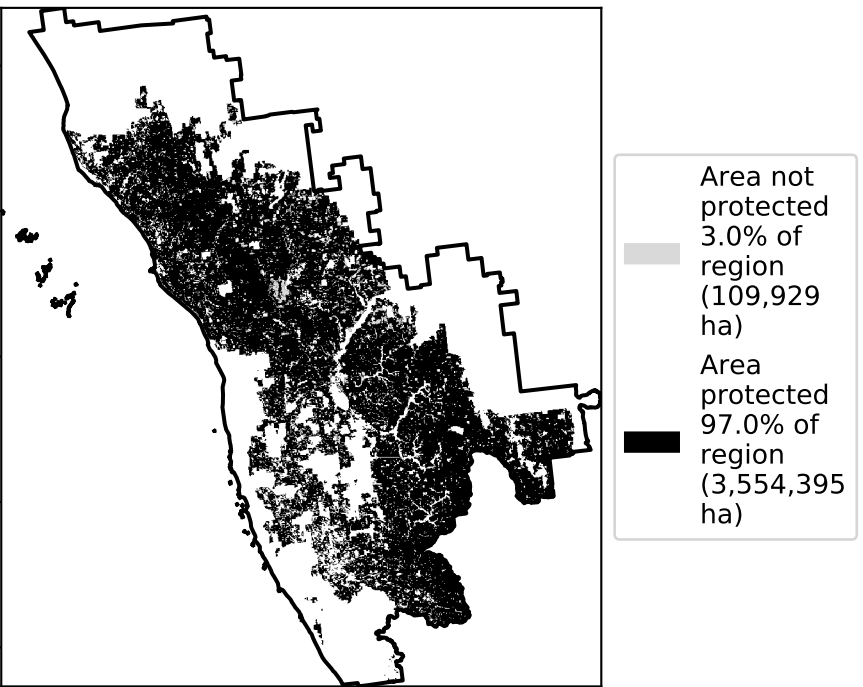 Area not
protected
3.0% of
region
(109,929
ha)
Area
protected
97.0% of
region
(3,554,395
ha)